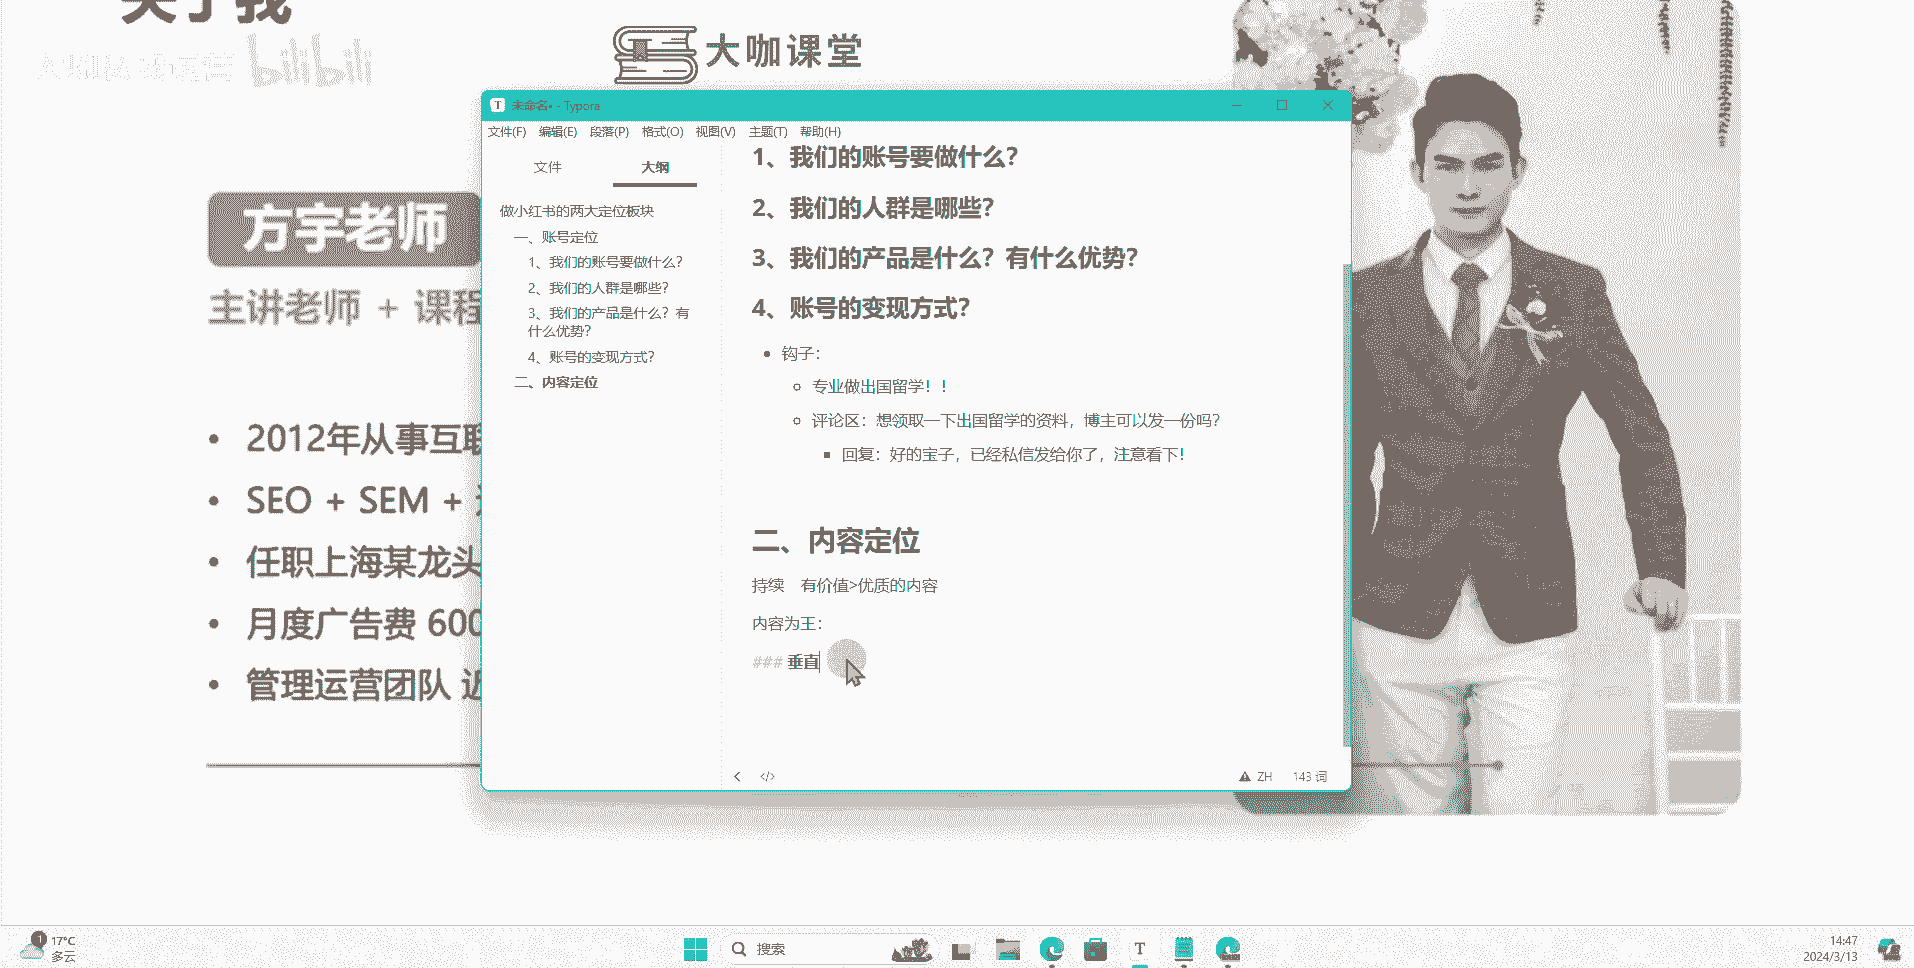 关于我
bilibili
大咖课堂
方宇老师
主讲老师 + 课程
2012年从事互联
SEO + SEM +
任职上海某龙头
月度广告费 600
管理运营团队 近
T 未命名• - Typora
文件(F) 编辑(E) 段落(P) 格式(O) 视图(V) 主题(T) 帮助(H)
文件 大纲
做小红书的两大定位板块
一、账号定位
1、我们的账号要做什么？
2、我们的人群是哪些？
3、我们的产品是什么？有
什么优势？
4、账号的变现方式？
二、内容定位
1、我们的账号要做什么？
2、我们的人群是哪些？
3、我们的产品是什么？有什么优势？
4、账号的变现方式？
钩子：
专业做出国留学！！
评论区：想领取一下出国留学的资料，博主可以发一份吗？
回复：好的宝子，已经私信发给你了，注意看下！
二、内容定位
持续 有价值>优质的内容
内容为王：
### 垂直
</> ZH 143 词
1 17°C
多云
搜索
T
14:47
2024/3/13